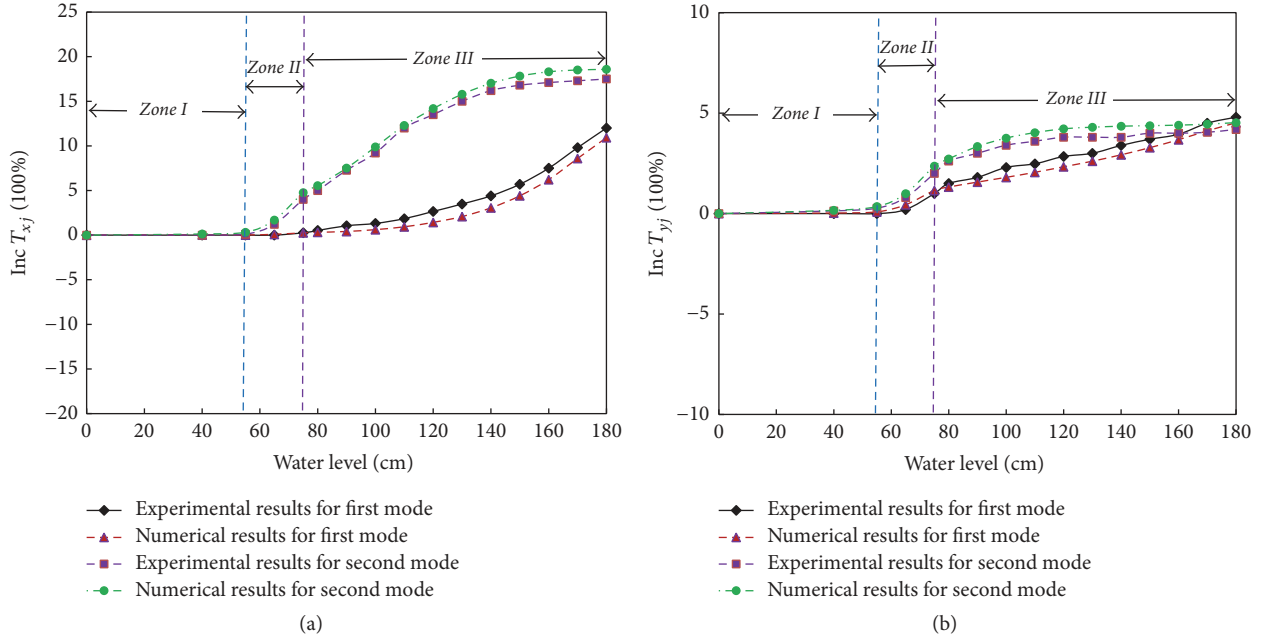 25
20
15
10
5
0
−5
−10
−15
−20
Inc T_xj (100%)
Zone I
Zone II
Zone III
0 20 40 60 80 100 120 140 160 180
Water level (cm)
Experimental results for first mode
Numerical results for first mode
Experimental results for second mode
Numerical results for second mode
(a)
10
5
0
−5
−10
Inc T_yj (100%)
Zone I
Zone II
Zone III
0 20 40 60 80 100 120 140 160 180
Water level (cm)
Experimental results for first mode
Numerical results for first mode
Experimental results for second mode
Numerical results for second mode
(b)